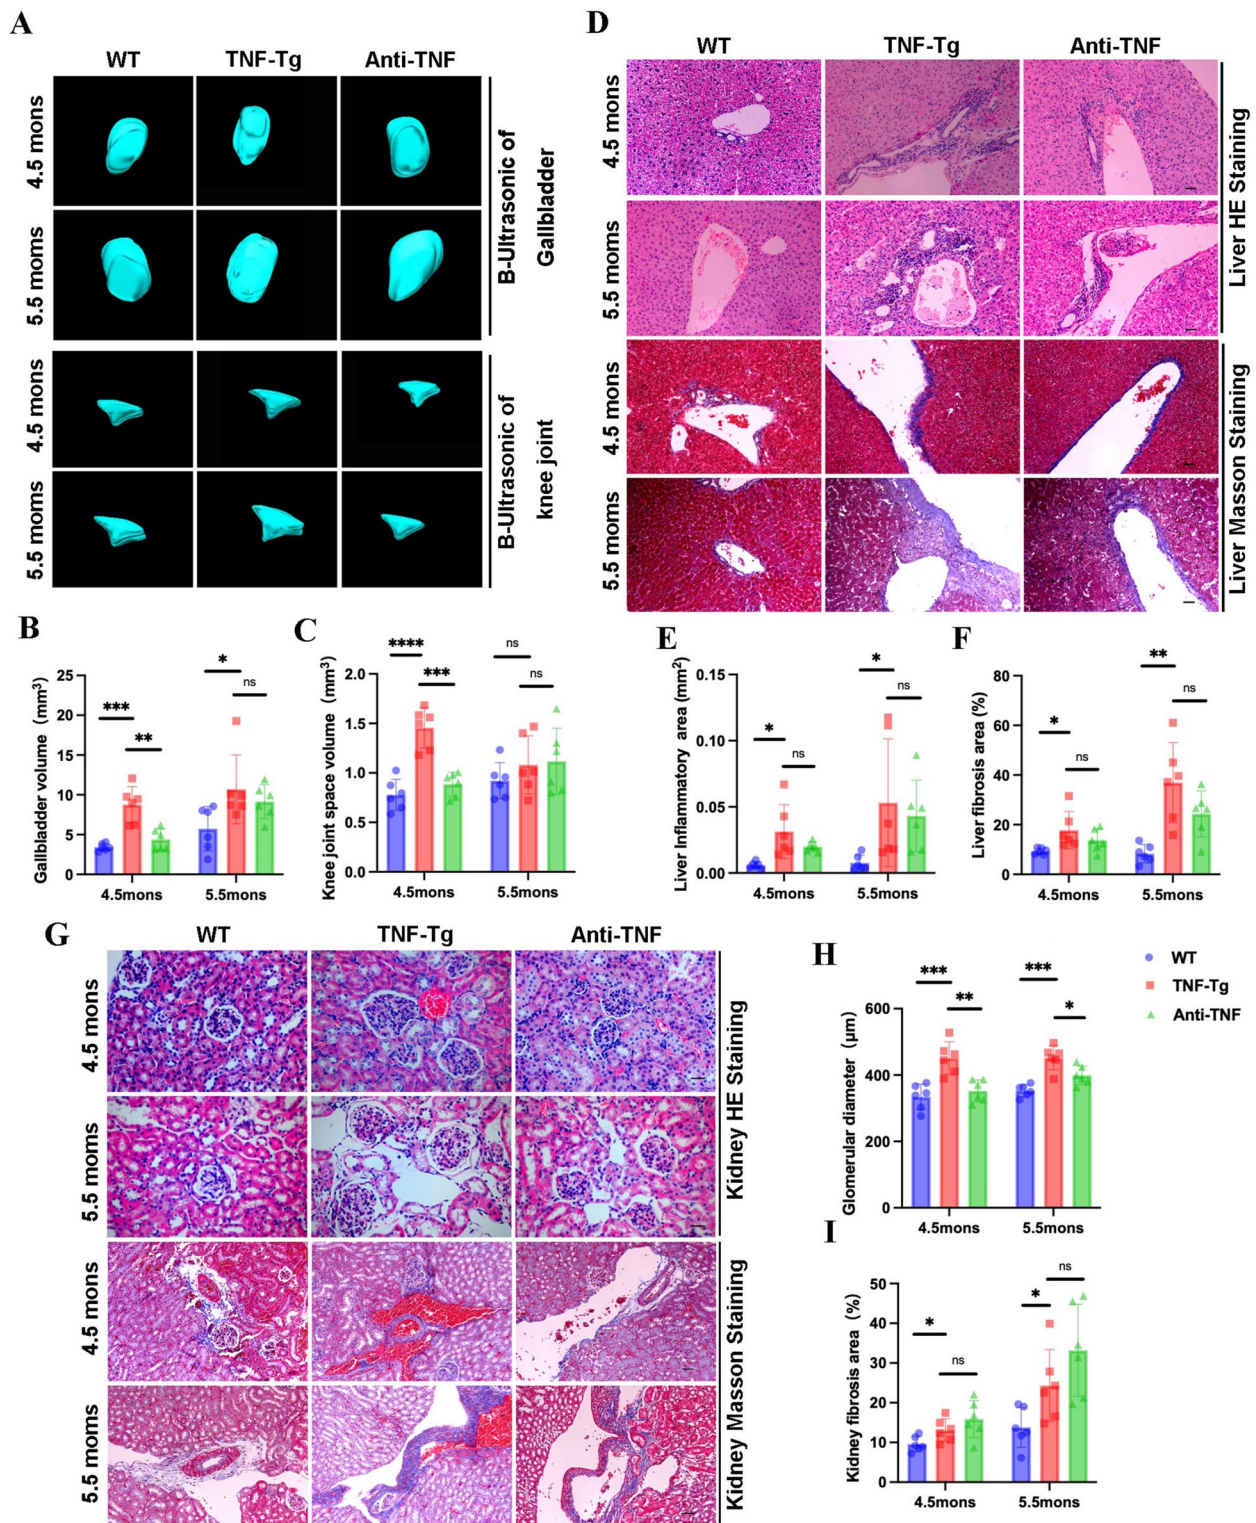 A
WT
TNF-Tg
Anti-TNF
4.5 mons
5.5 moms
B-Ultrasonic of
Gallbladder
4.5 mons
5.5 moms
B-Ultrasonic of
knee joint
D
WT
TNF-Tg
Anti-TNF
4.5 mons
5.5 moms
Liver HE Staining
4.5 mons
5.5 moms
Liver Masson Staining
B
Gallbladder volume (mm³)
25
20
15
10
5
0
***
**
*
ns
4.5mons
5.5mons
C
Knee joint space volume (mm³)
2.0
1.5
1.0
0.5
0.0
****
***
ns
ns
4.5mons
5.5mons
E
Liver Inflammatory area (mm²)
0.15
0.10
0.05
0.00
*
ns
*
ns
4.5mons
5.5mons
F
Liver fibrosis area (%)
80
60
40
20
0
*
ns
**
ns
4.5mons
5.5mons
G
WT
TNF-Tg
Anti-TNF
4.5 mons
5.5 moms
Kidney HE Staining
4.5 mons
5.5 moms
Kidney Masson Staining
H
Glomerular diameter (μm)
600
400
200
0
***
**
***
*
4.5mons
5.5mons
WT
TNF-Tg
Anti-TNF
I
Kidney fibrosis area (%)
50
40
30
20
10
0
*
ns
*
ns
4.5mons
5.5mons